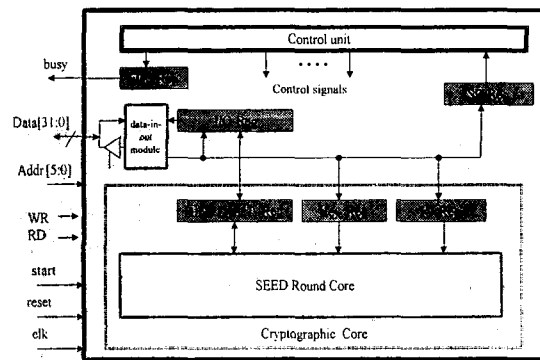 Control unit
busy
Control signals
Data[31:0]
data-in-
out
module
Addr[5:0]
WR
RD
start
SEED Round Core
reset
Cryptographic Core
clk